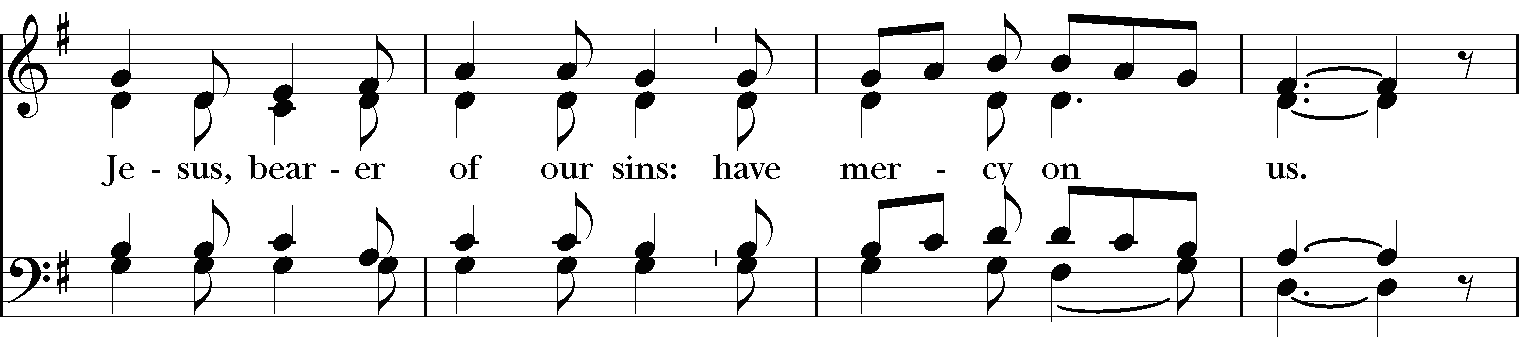 Je - sus, bear - er of our sins: have mer - cy on us.